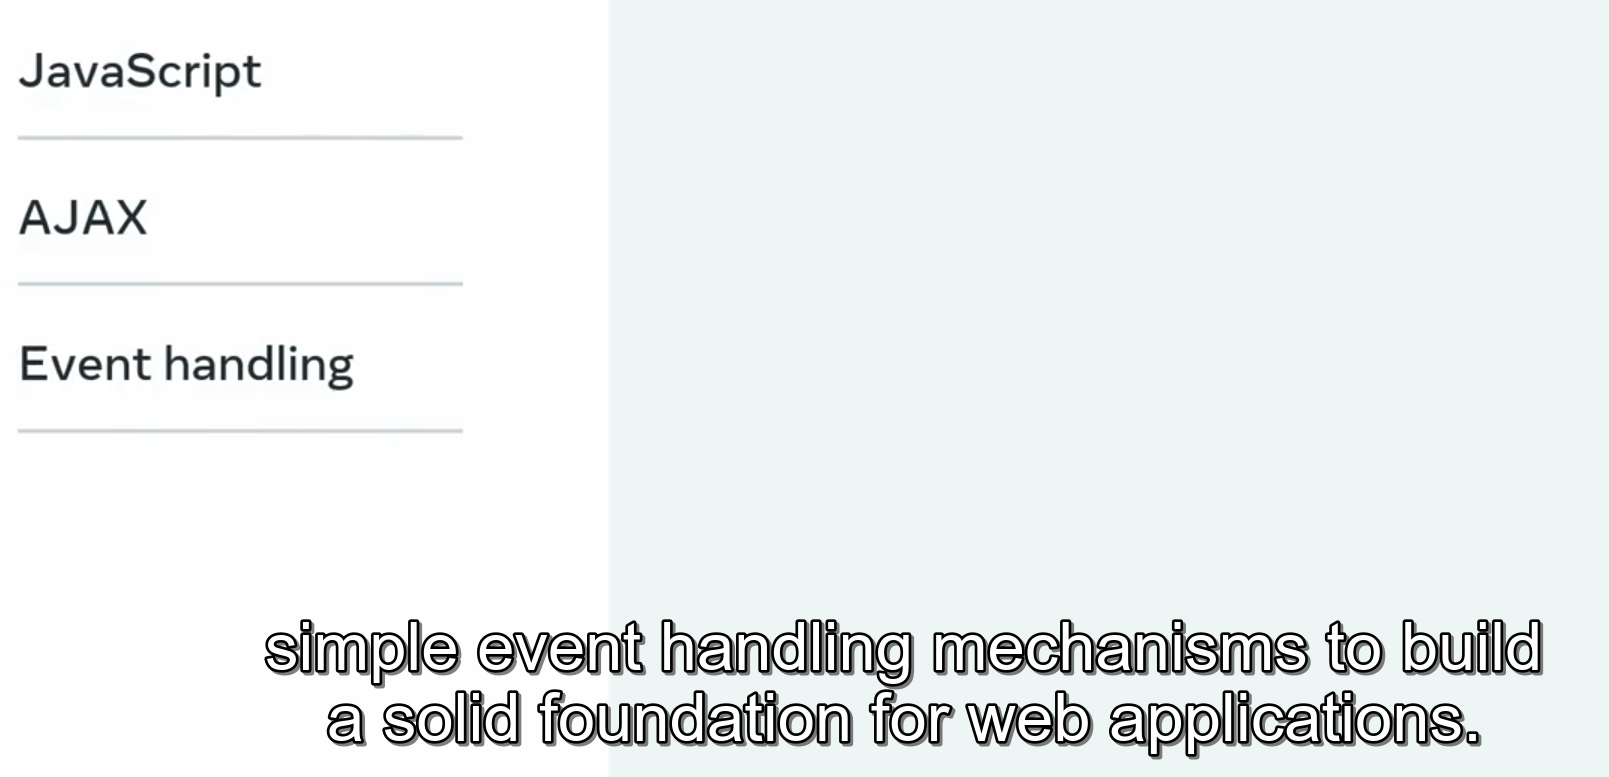 JavaScript
AJAX
Event handling
simple event handling mechanisms to build
a solid foundation for web applications.